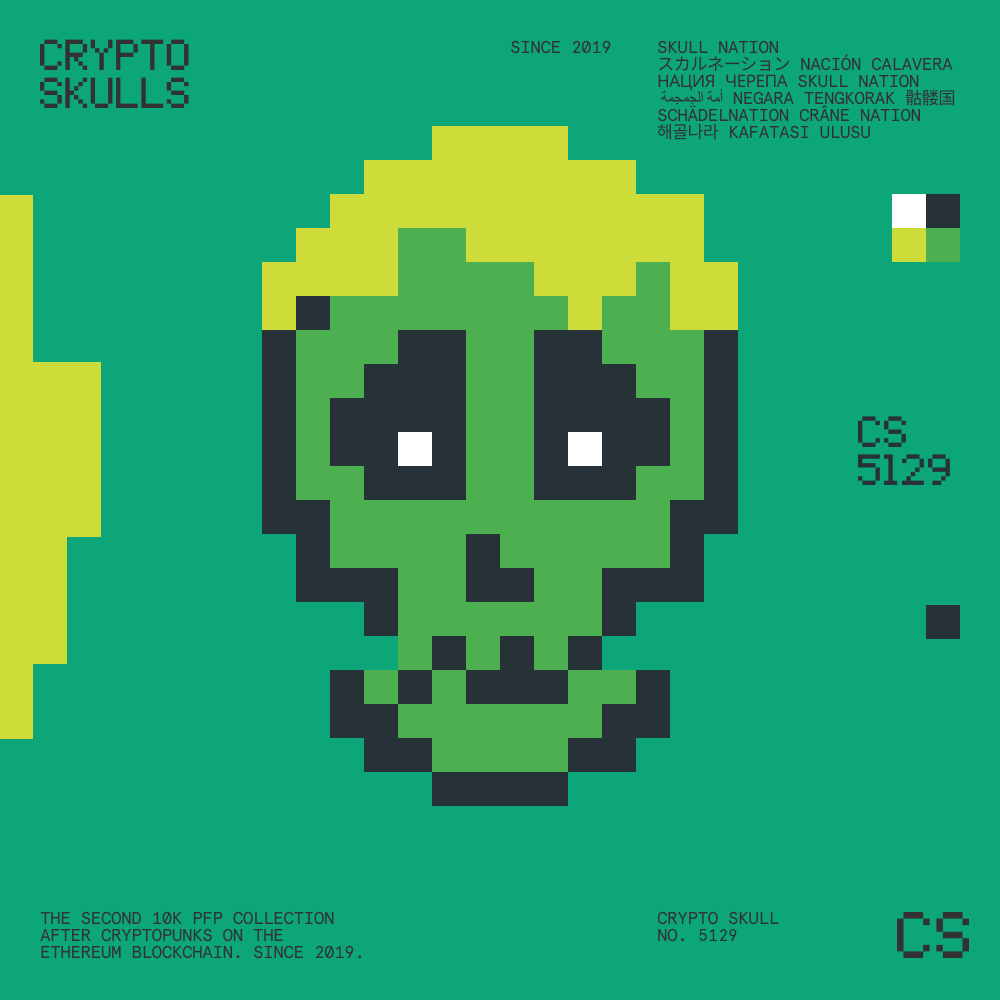 CRYPTO
SKULLS
SINCE 2019
SKULL NATION
スカルネーション NACIÓN CALAVERA
НАЦИЯ ЧЕРЕПА SKULL NATION
أمة الجمجمة NEGARA TENGKORAK 骷髅国
SCHÄDELNATION CRÂNE NATION
해골나라 KAFATASI ULUSU
CS
5129
THE SECOND 10K PFP COLLECTION
AFTER CRYPTOPUNKS ON THE
ETHEREUM BLOCKCHAIN. SINCE 2019.
CRYPTO SKULL
NO. 5129
CS